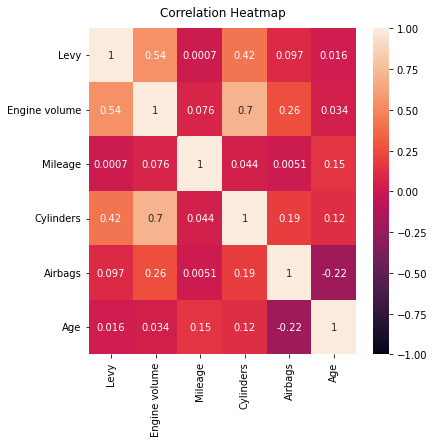 Correlation Heatmap
Levy 1 0.54 0.0007 0.42 0.097 0.016
Engine volume 0.54 1 0.076 0.7 0.26 0.034
Mileage 0.0007 0.076 1 0.044 0.0051 0.15
Cylinders 0.42 0.7 0.044 1 0.19 0.12
Airbags 0.097 0.26 0.0051 0.19 1 -0.22
Age 0.016 0.034 0.15 0.12 -0.22 1
Levy Engine volume Mileage Cylinders Airbags Age
1.00
0.75
0.50
0.25
0.00
−0.25
−0.50
−0.75
−1.00